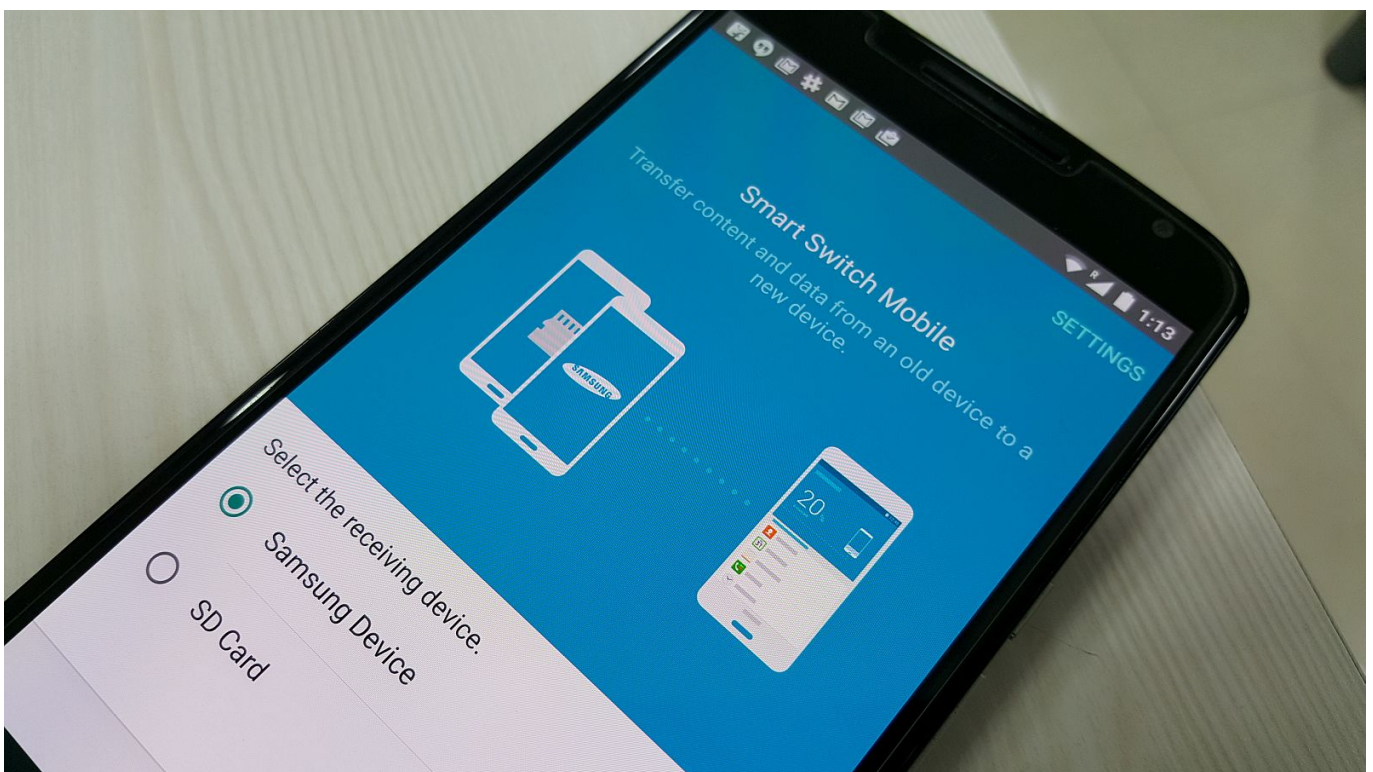 1:13
SETTINGS
Smart Switch Mobile
Transfer content and data from an old device to a
new device.
SAMSUNG
20
Select the receiving device.
Samsung Device
SD Card